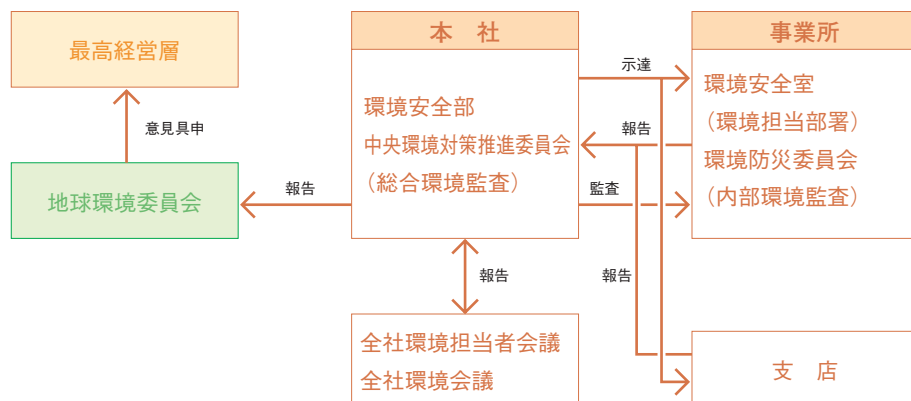 最高経営層
意見具申
地球環境委員会
報告
本　社
環境安全部
中央環境対策推進委員会
（総合環境監査）
示達
報告
監査
事業所
環境安全室
（環境担当部署）
環境防災委員会
（内部環境監査）
報告
報告
全社環境担当者会議
全社環境会議
支　店